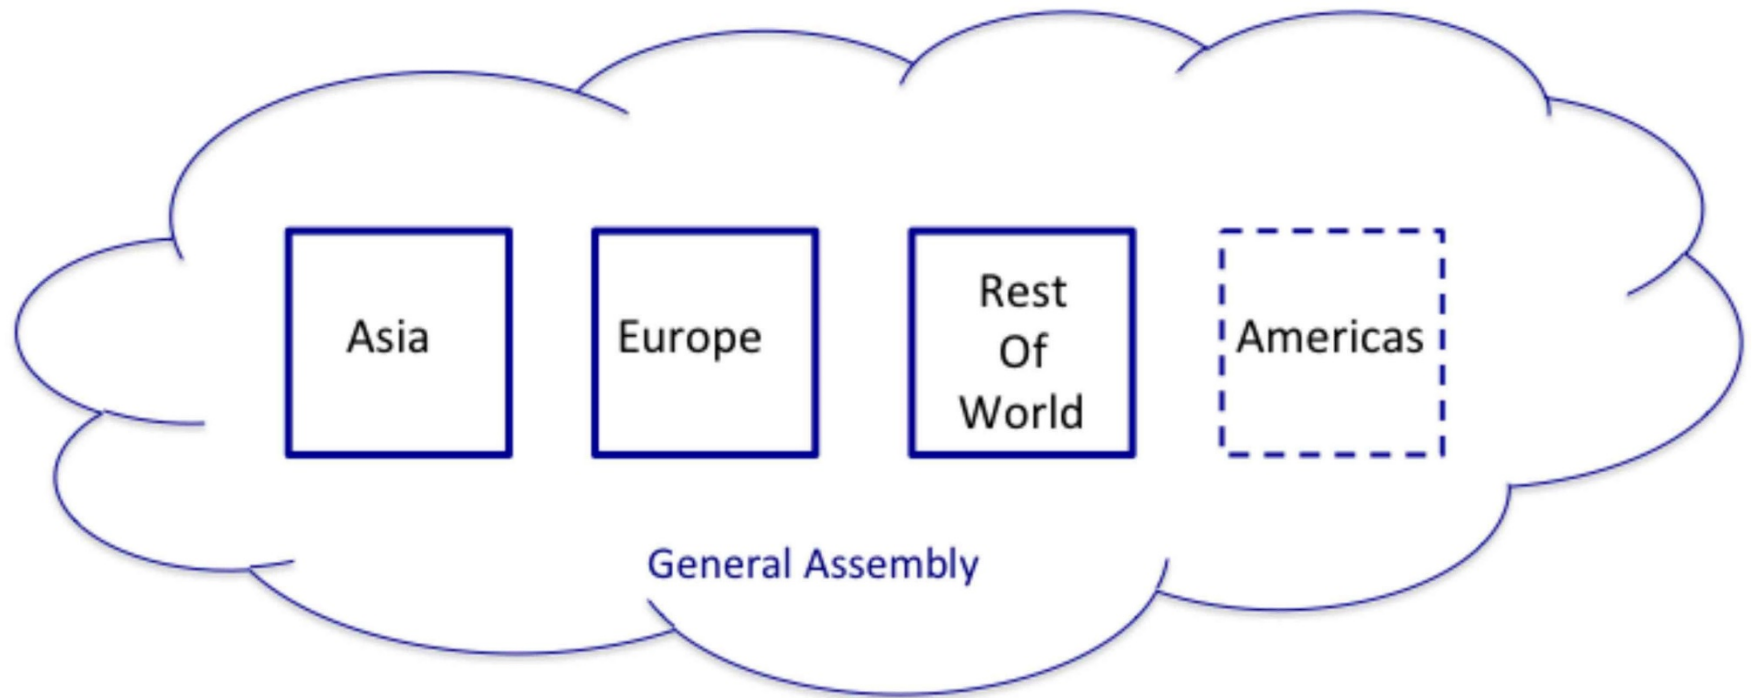 Asia
Europe
Rest
Of
World
Americas
General Assembly